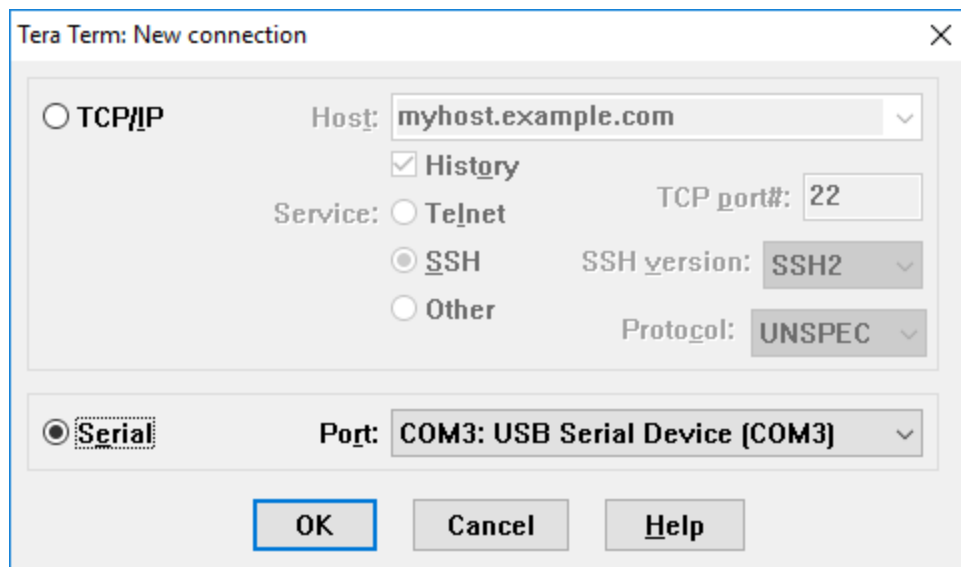 Tera Term: New connection
TCP/IP Host: myhost.example.com
History
Service: Telnet TCP port#: 22
SSH SSH version: SSH2
Other Protocol: UNSPEC
Serial Port: COM3: USB Serial Device (COM3)
OK Cancel Help